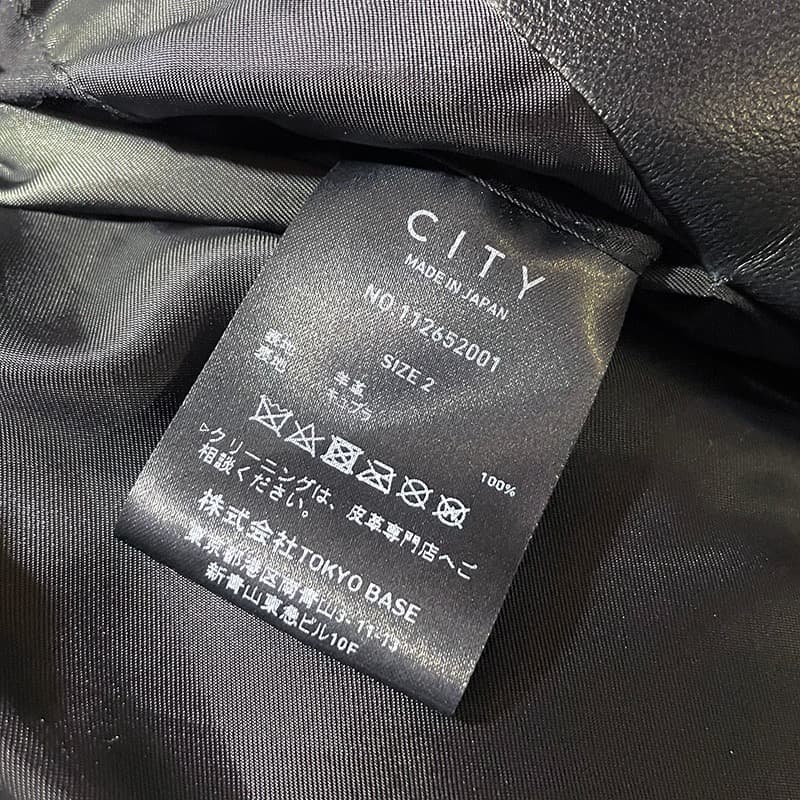 CITY
MADE IN JAPAN
NO.112652001
SIZE 2
表地 羊革
裏地 キュプラ 100%
▷クリーニングは、皮革専門店へご
相談ください。
株式会社TOKYO BASE
東京都港区南青山3-11-13
新青山東急ビル10F